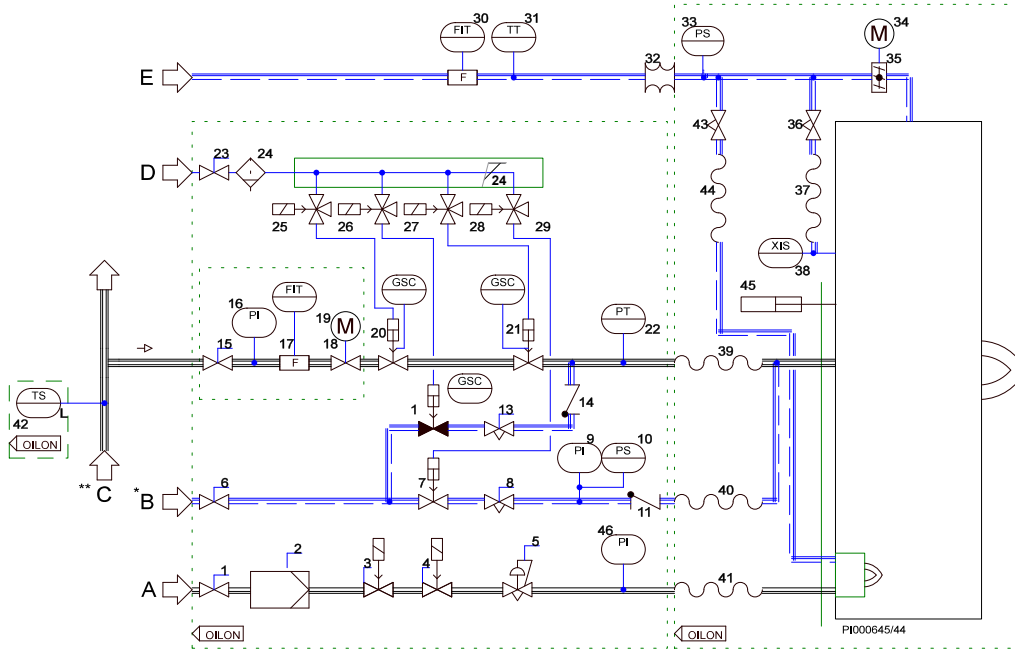 30 31 33 34
FIT TT PS M
E F 32 35
23 24 43 36
D 24 44 37
25 26 27 28 29
XIS
38
GSC GSC 45
FIT
16 PI 19 M 20 21 PT
15 17 F 18 22 39
TS
42 L
OILON
GSC
1 13 14
9 10
PI PS
** C * B 6 7 8 11 40
2 5 46
PI
A 1 3 4 41
OILON OILON PI000645/44